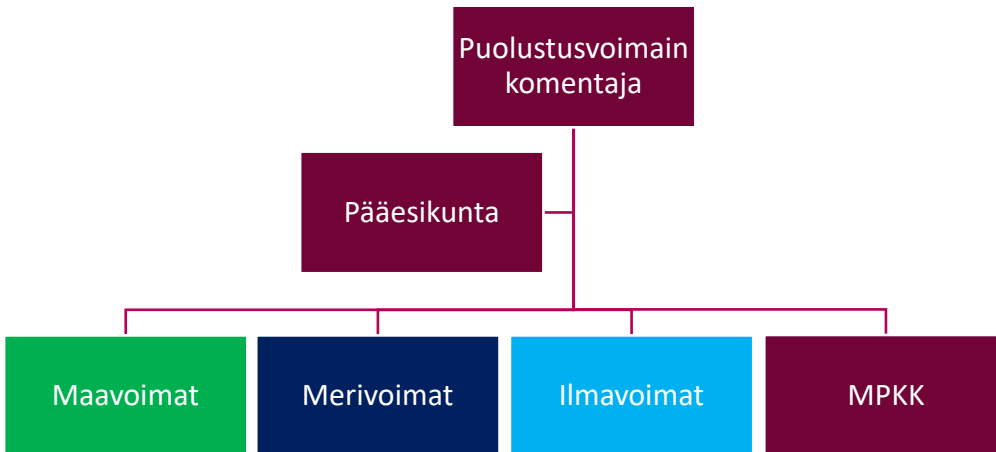 Puolustusvoimain
komentaja
Pääesikunta
Maavoimat
Merivoimat
Ilmavoimat
MPKK